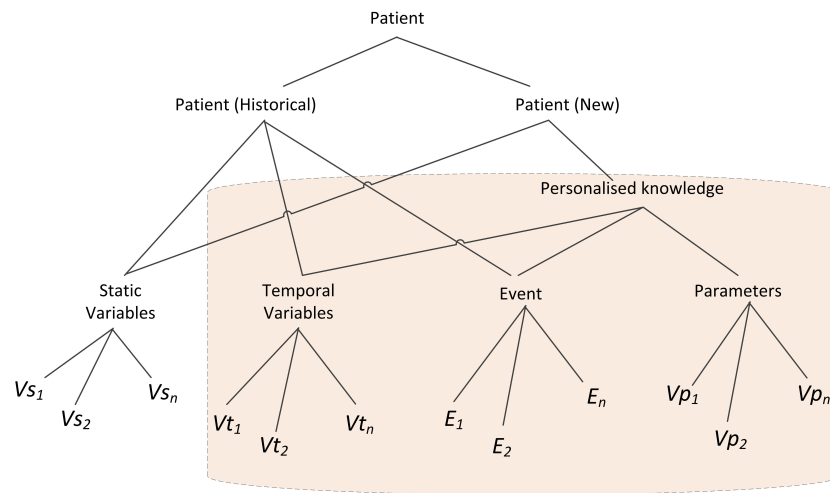 Patient
Patient (Historical)
Patient (New)
Personalised knowledge
Static
Variables
Temporal
Variables
Event
Parameters
Vs₁
Vs₂
Vsₙ
Vt₁
Vt₂
Vtₙ
E₁
E₂
Eₙ
Vp₁
Vp₂
Vpₙ